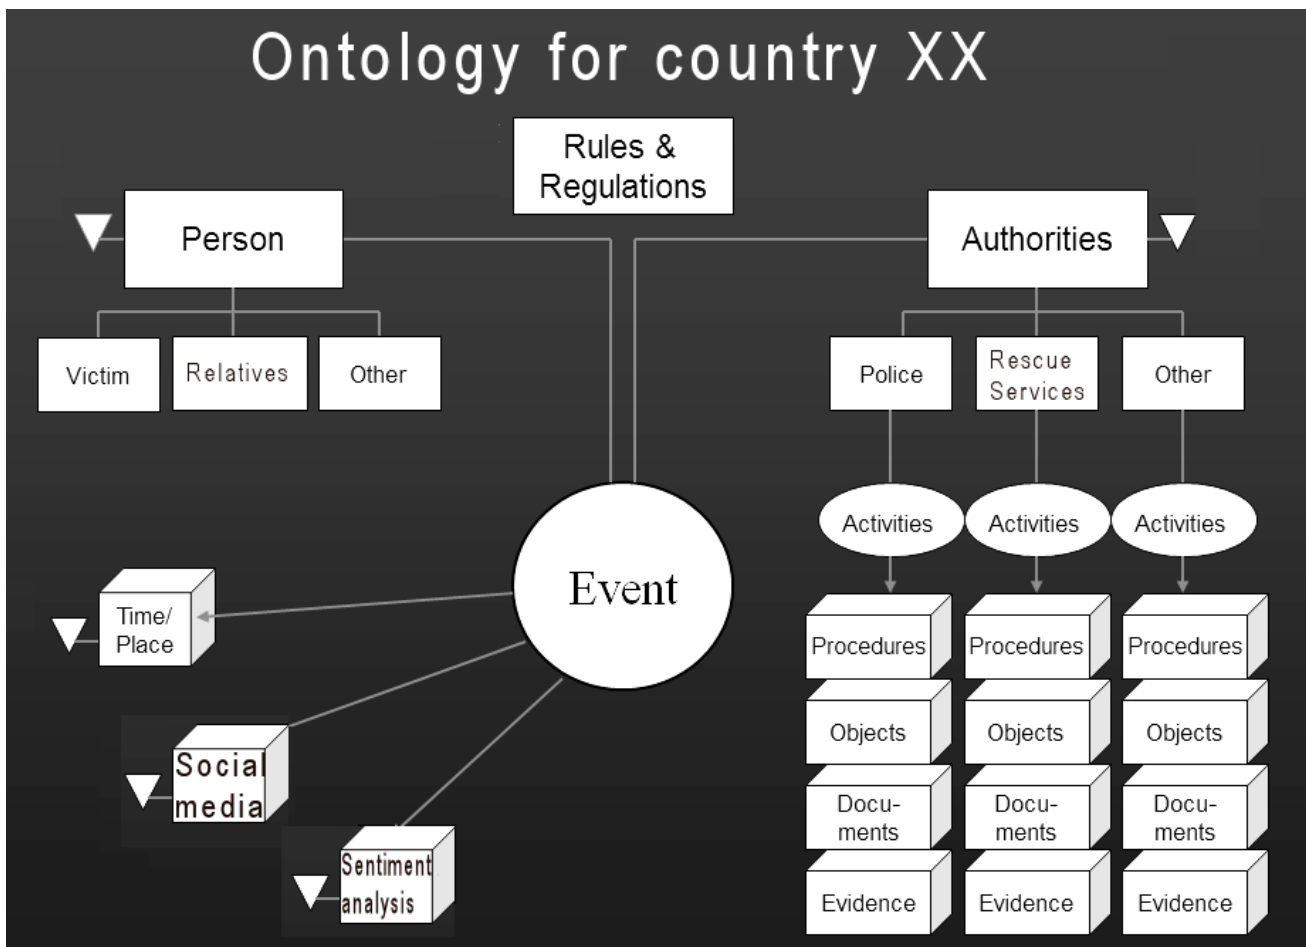 Ontology for country XX
Rules &
Regulations
Person
Authorities
Victim
Relatives
Other
Police
Rescue
Services
Other
Activities
Activities
Activities
Event
Time/
Place
Social
media
Sentiment
analysis
Procedures
Procedures
Procedures
Objects
Objects
Objects
Docu-
ments
Docu-
ments
Docu-
ments
Evidence
Evidence
Evidence